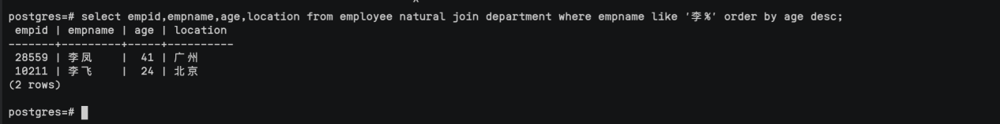 postgres=# select empid,empname,age,location from employee natural join department where empname like '李%' order by age desc;
 empid | empname | age | location
-------+---------+-----+----------
 28559 | 李凤    |  41 | 广州
 10211 | 李飞    |  24 | 北京
(2 rows)
postgres=#